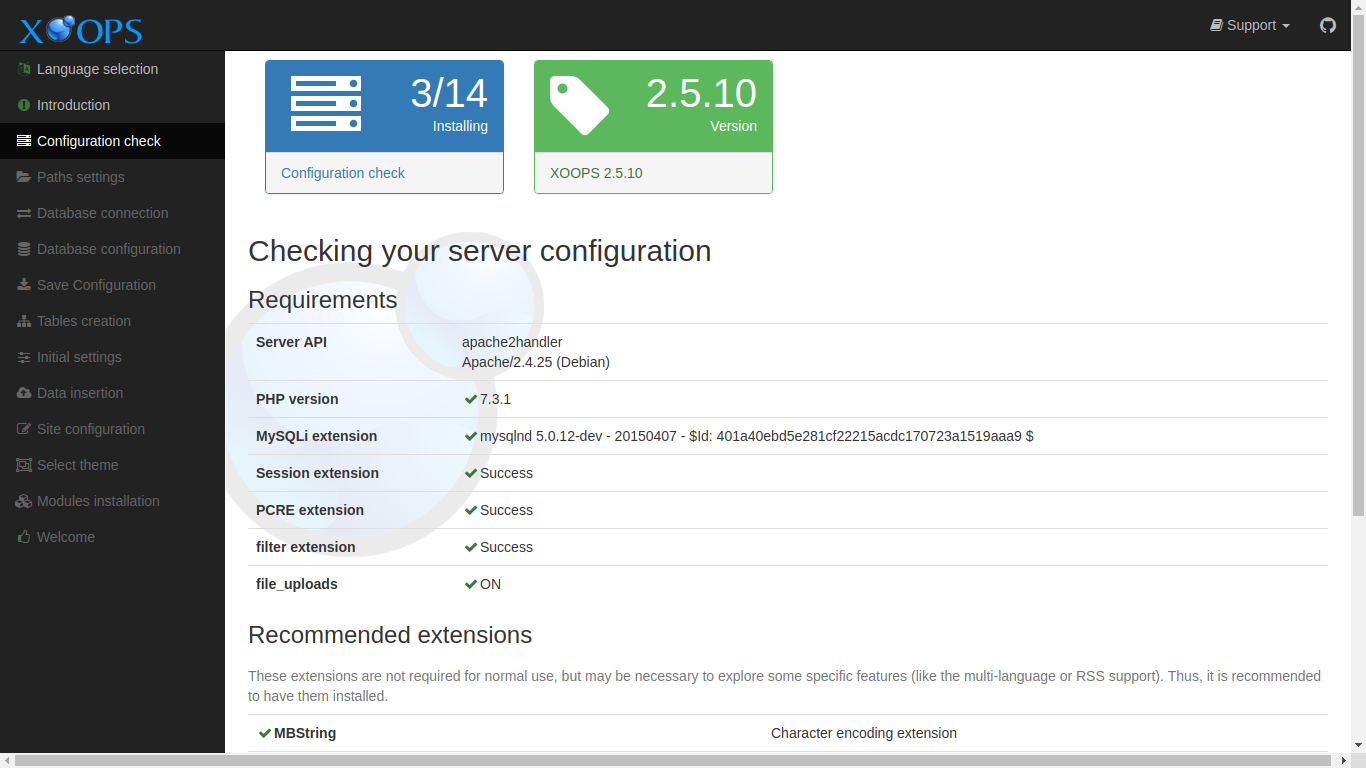 XOOPS
Support
Language selection
Introduction
Configuration check
Paths settings
Database connection
Database configuration
Save Configuration
Tables creation
Initial settings
Data insertion
Site configuration
Select theme
Modules installation
Welcome
3/14
Installing
Configuration check
2.5.10
Version
XOOPS 2.5.10
Checking your server configuration
Requirements
Server API apache2handler
Apache/2.4.25 (Debian)
PHP version 7.3.1
MySQLi extension mysqlnd 5.0.12-dev - 20150407 - $Id: 401a40ebd5e281cf22215acdc170723a1519aaa9 $
Session extension Success
PCRE extension Success
filter extension Success
file_uploads ON
Recommended extensions
These extensions are not required for normal use, but may be necessary to explore some specific features (like the multi-language or RSS support). Thus, it is recommended
to have them installed.
MBString Character encoding extension